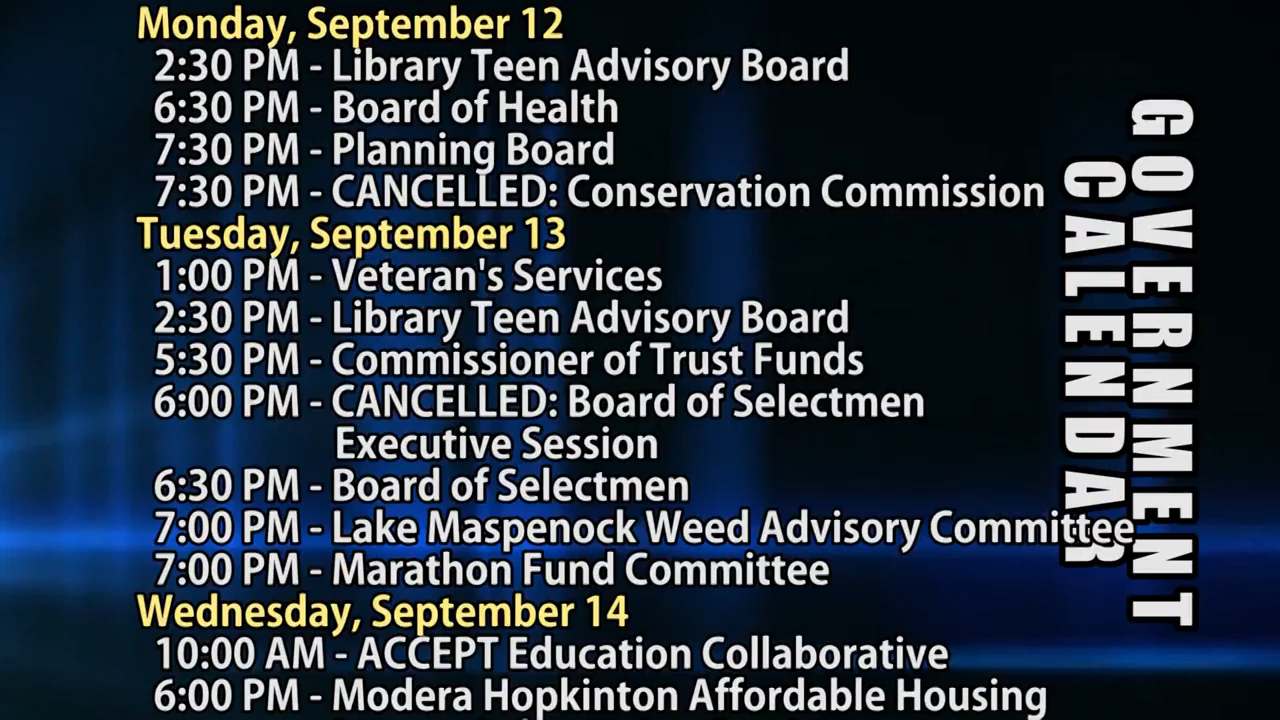 Monday, September 12
2:30 PM - Library Teen Advisory Board
6:30 PM - Board of Health
7:30 PM - Planning Board
7:30 PM - CANCELLED: Conservation Commission
Tuesday, September 13
1:00 PM - Veteran's Services
2:30 PM - Library Teen Advisory Board
5:30 PM - Commissioner of Trust Funds
6:00 PM - CANCELLED: Board of Selectmen
Executive Session
6:30 PM - Board of Selectmen
7:00 PM - Lake Maspenock Weed Advisory Committee
7:00 PM - Marathon Fund Committee
Wednesday, September 14
10:00 AM - ACCEPT Education Collaborative
6:00 PM - Modera Hopkinton Affordable Housing
GOVERNMENT
CALENDAR